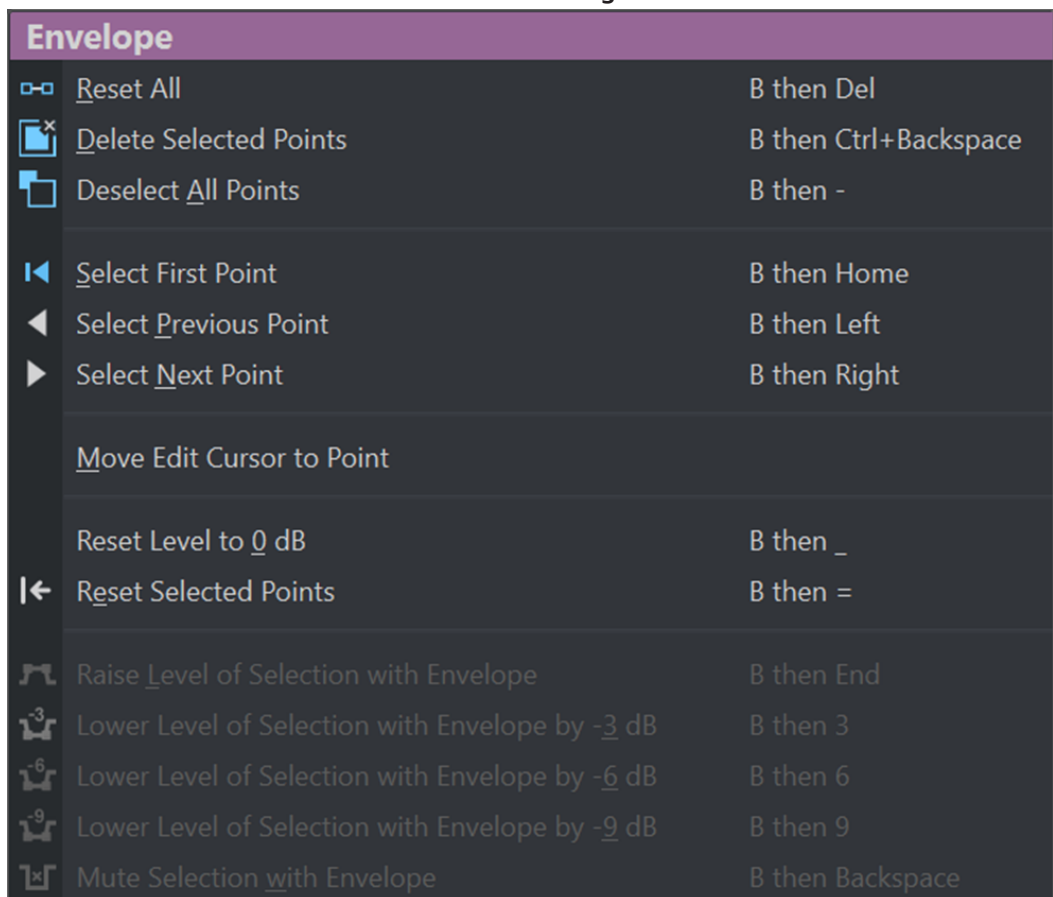 Envelope
Reset All B then Del
Delete Selected Points B then Ctrl+Backspace
Deselect All Points B then -
Select First Point B then Home
Select Previous Point B then Left
Select Next Point B then Right
Move Edit Cursor to Point
Reset Level to 0 dB B then _
Reset Selected Points B then =
Raise Level of Selection with Envelope B then End
-3 Lower Level of Selection with Envelope by -3 dB B then 3
-6 Lower Level of Selection with Envelope by -6 dB B then 6
-9 Lower Level of Selection with Envelope by -9 dB B then 9
Mute Selection with Envelope B then Backspace